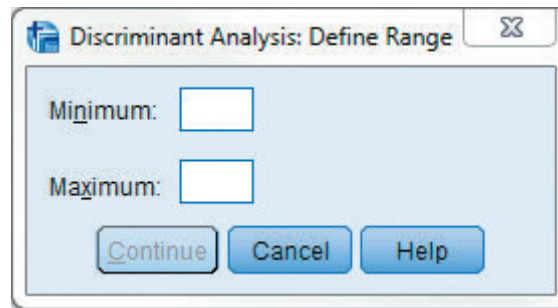 Discriminant Analysis: Define Range
Minimum:
Maximum:
Continue Cancel Help